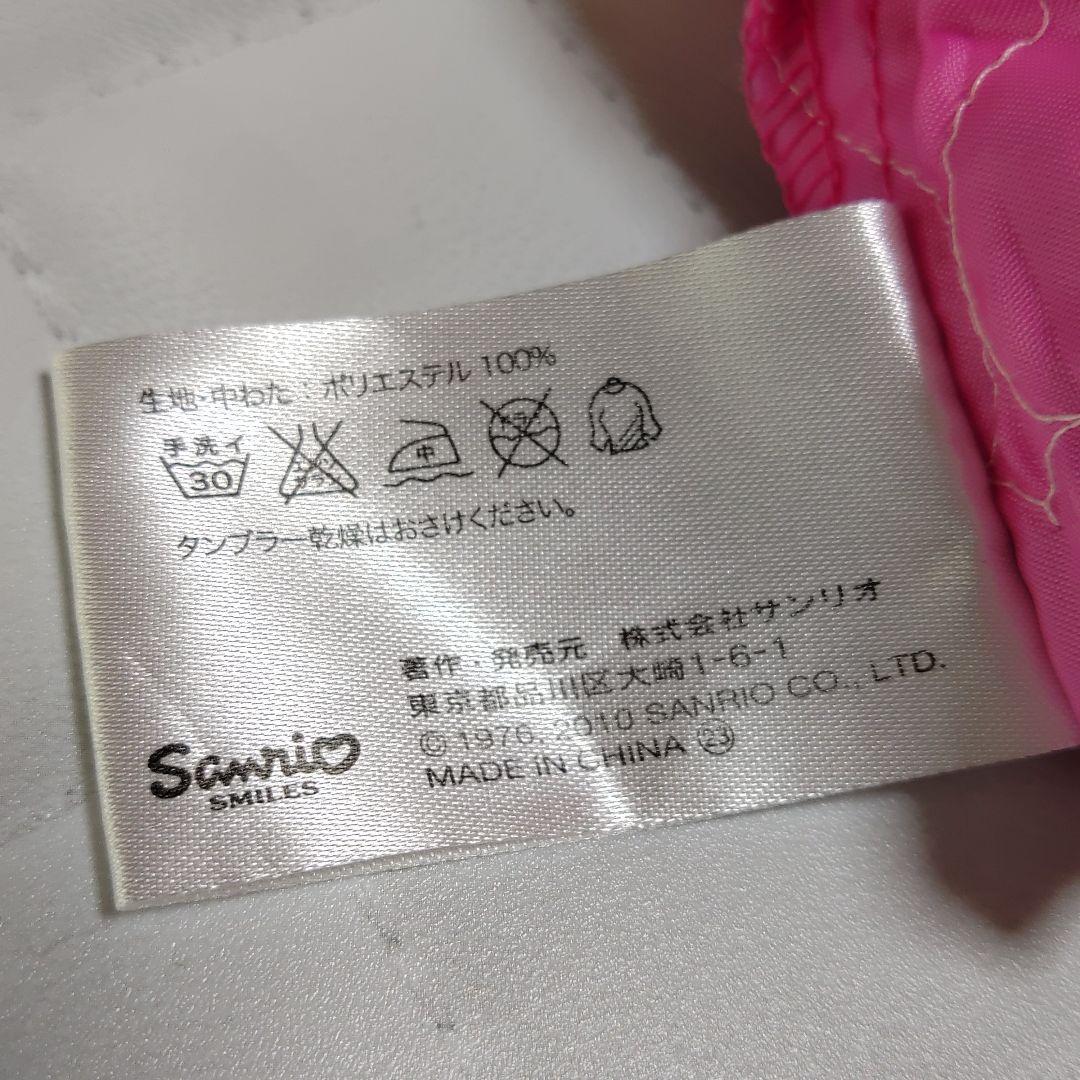 生地・中わた：ポリエステル 100%
手洗イ
30
中
タンブラー乾燥はおさけください。
著作・発売元 株式会社サンリオ
東京都品川区大崎1-6-1
© 1976, 2010 SANRIO CO., LTD.
MADE IN CHINA ㉓
Sanrio
SMILES